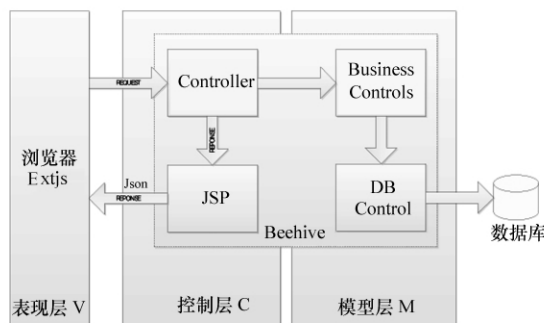 REQUEST
Controller
Business
Controls
REPONSE
浏览器
Extjs
Json
REPONSE
JSP
DB
Control
Beehive
数据库
表现层 V
控制层 C
模型层 M